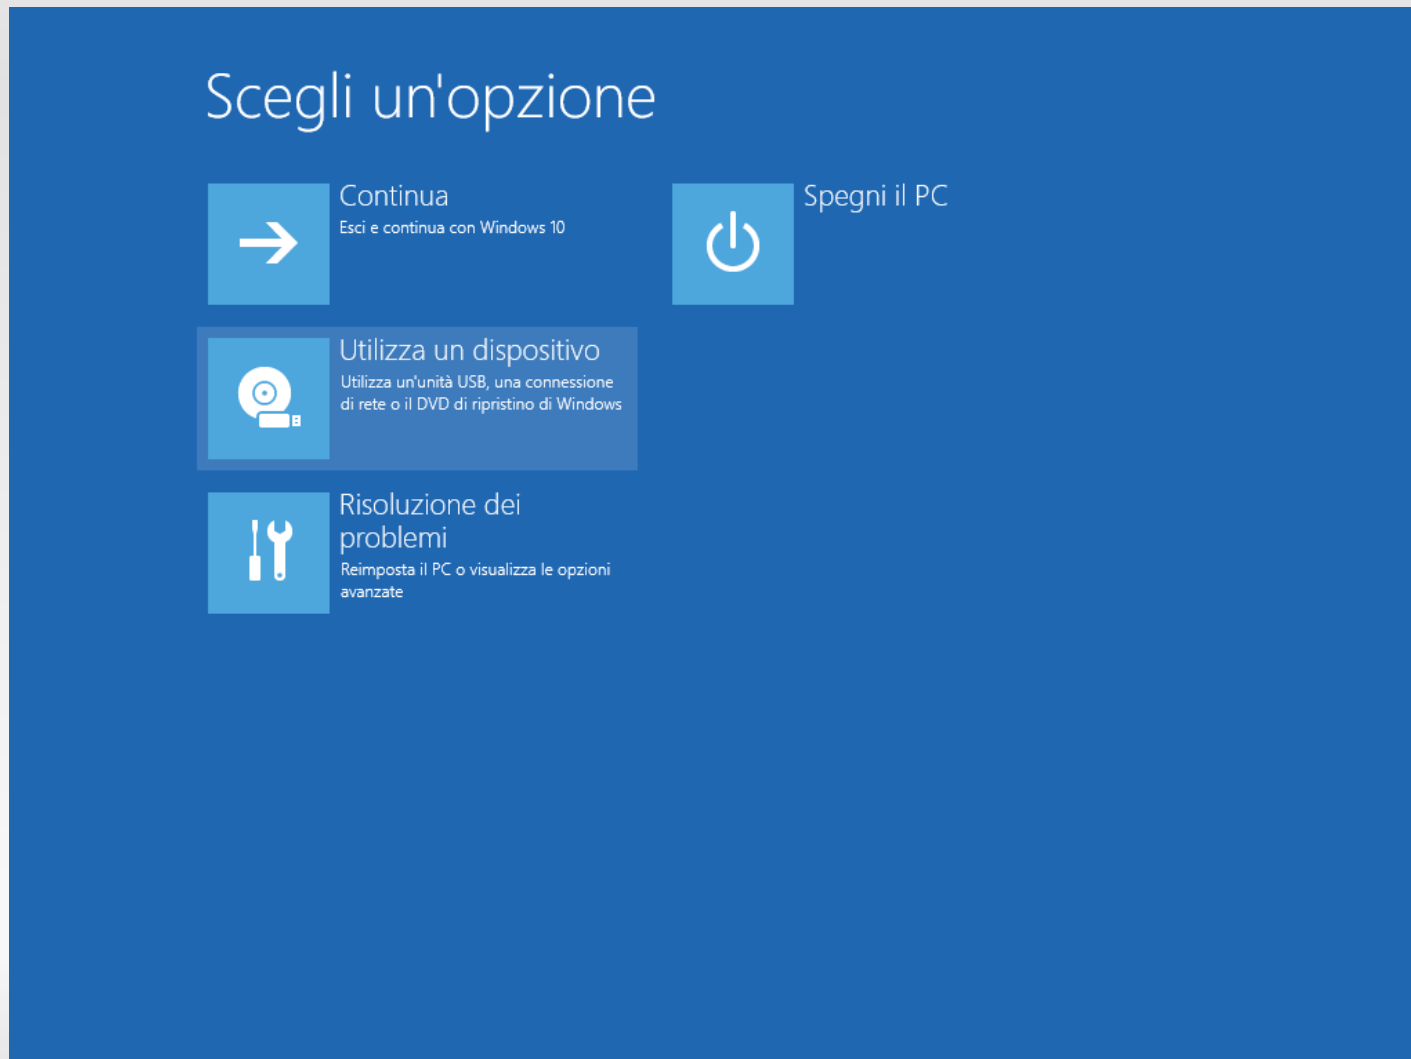 Scegli un'opzione
Continua
Esci e continua con Windows 10
Spegni il PC
Utilizza un dispositivo
Utilizza un'unità USB, una connessione
di rete o il DVD di ripristino di Windows
Risoluzione dei
problemi
Reimposta il PC o visualizza le opzioni
avanzate